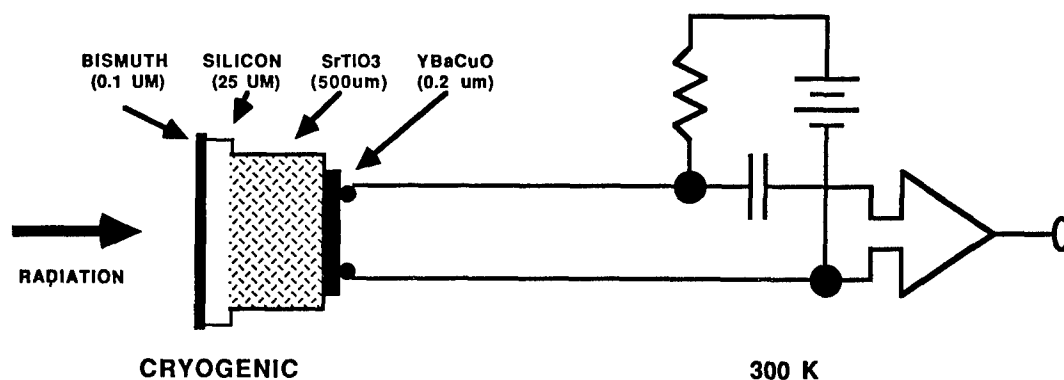 BISMUTH
(0.1 UM)
SILICON
(25 UM)
SrTIO3
(500um)
YBaCuO
(0.2 um)
RADIATION
CRYOGENIC
300 K